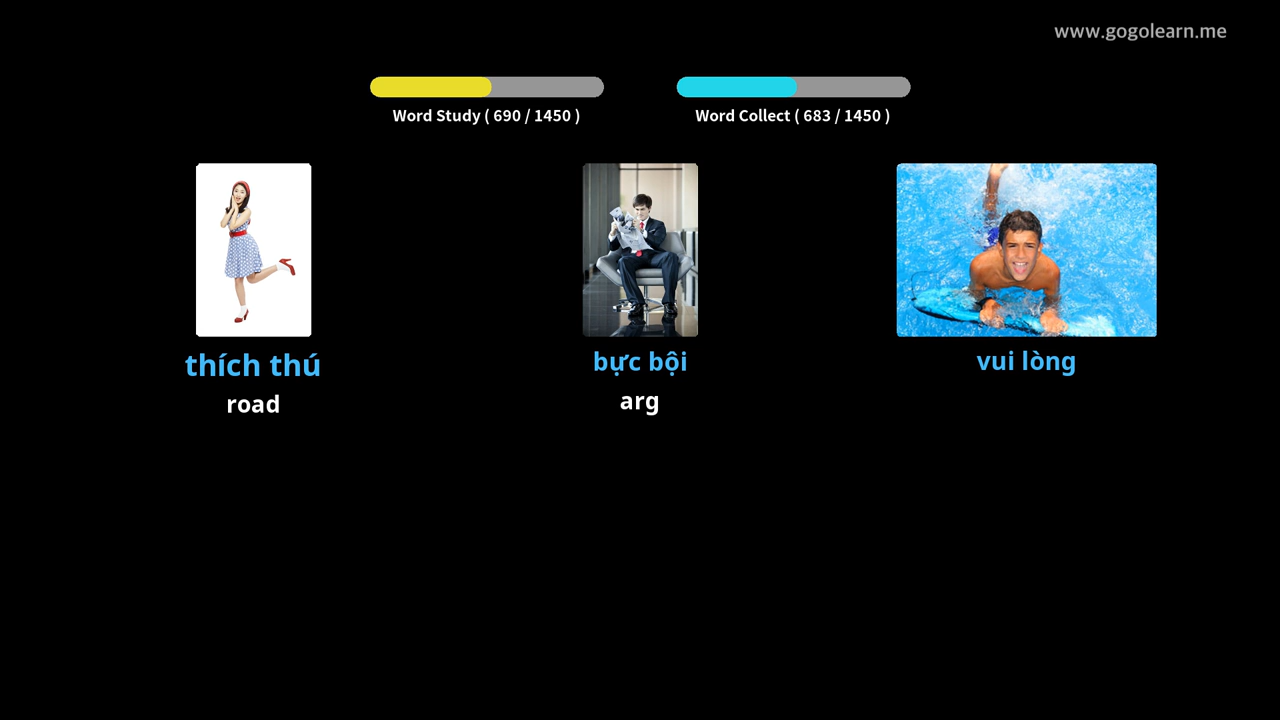 www.gogolearn.me
Word Study ( 690 / 1450 )
Word Collect ( 683 / 1450 )
thích thú
bực bội
vui lòng
road
arg